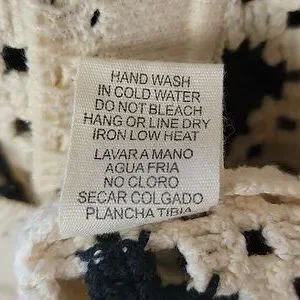 HAND WASH
IN COLD WATER
DO NOT BLEACH
HANG OR LINE DRY
IRON LOW HEAT
LAVAR A MANO
AGUA FRIA
NO CLORO
SECAR COLGADO
PLANCHA TIBIA